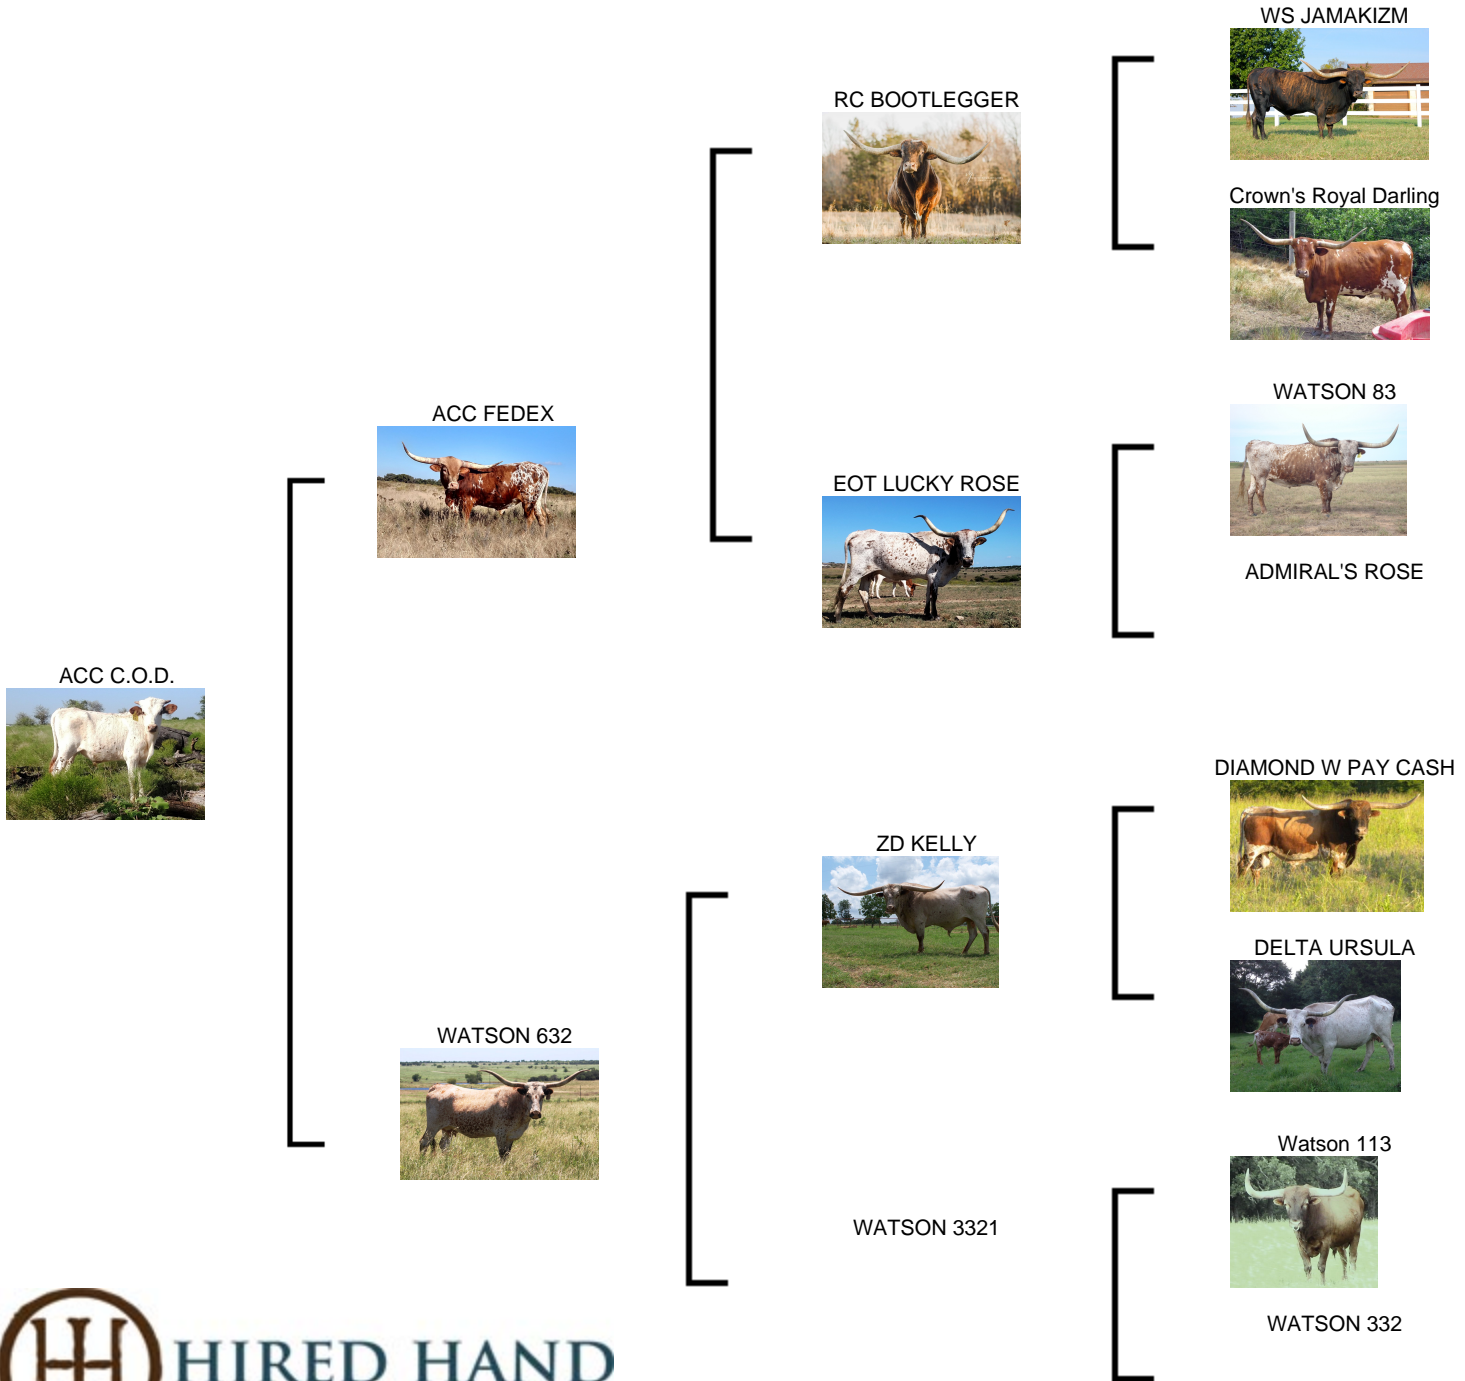 WS JAMAKIZM
RC BOOTLEGGER
Crown's Royal Darling
ACC FEDEX
WATSON 83
EOT LUCKY ROSE
ADMIRAL'S ROSE
ACC C.O.D.
DIAMOND W PAY CASH
ZD KELLY
DELTA URSULA
WATSON 632
Watson 113
WATSON 3321
WATSON 332
HIRED HAND